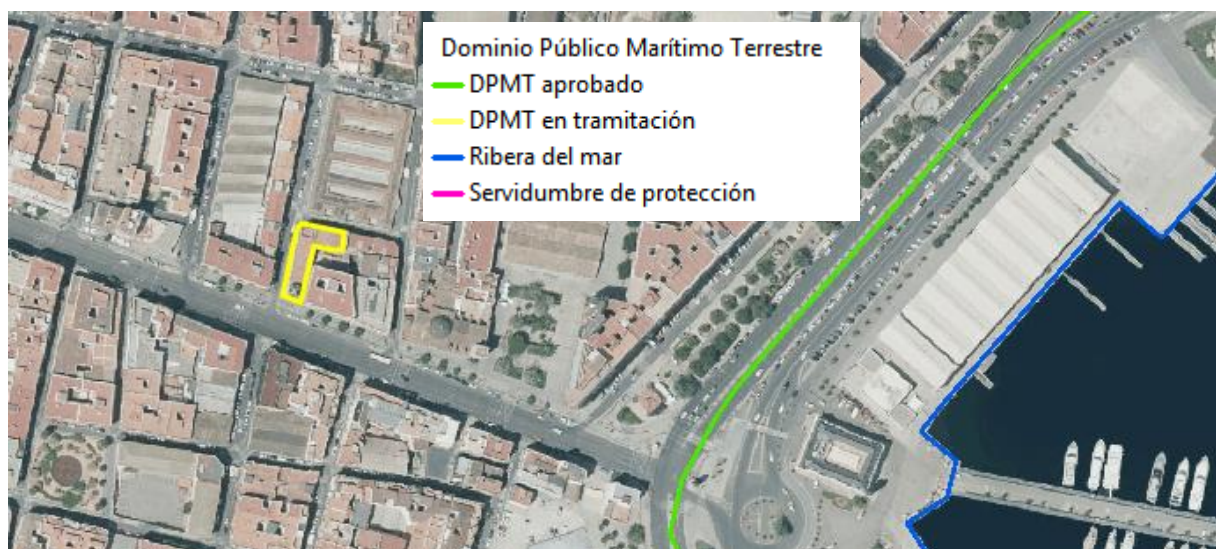 Dominio Público Marítimo Terrestre
DPMT aprobado
DPMT en tramitación
Ribera del mar
Servidumbre de protección